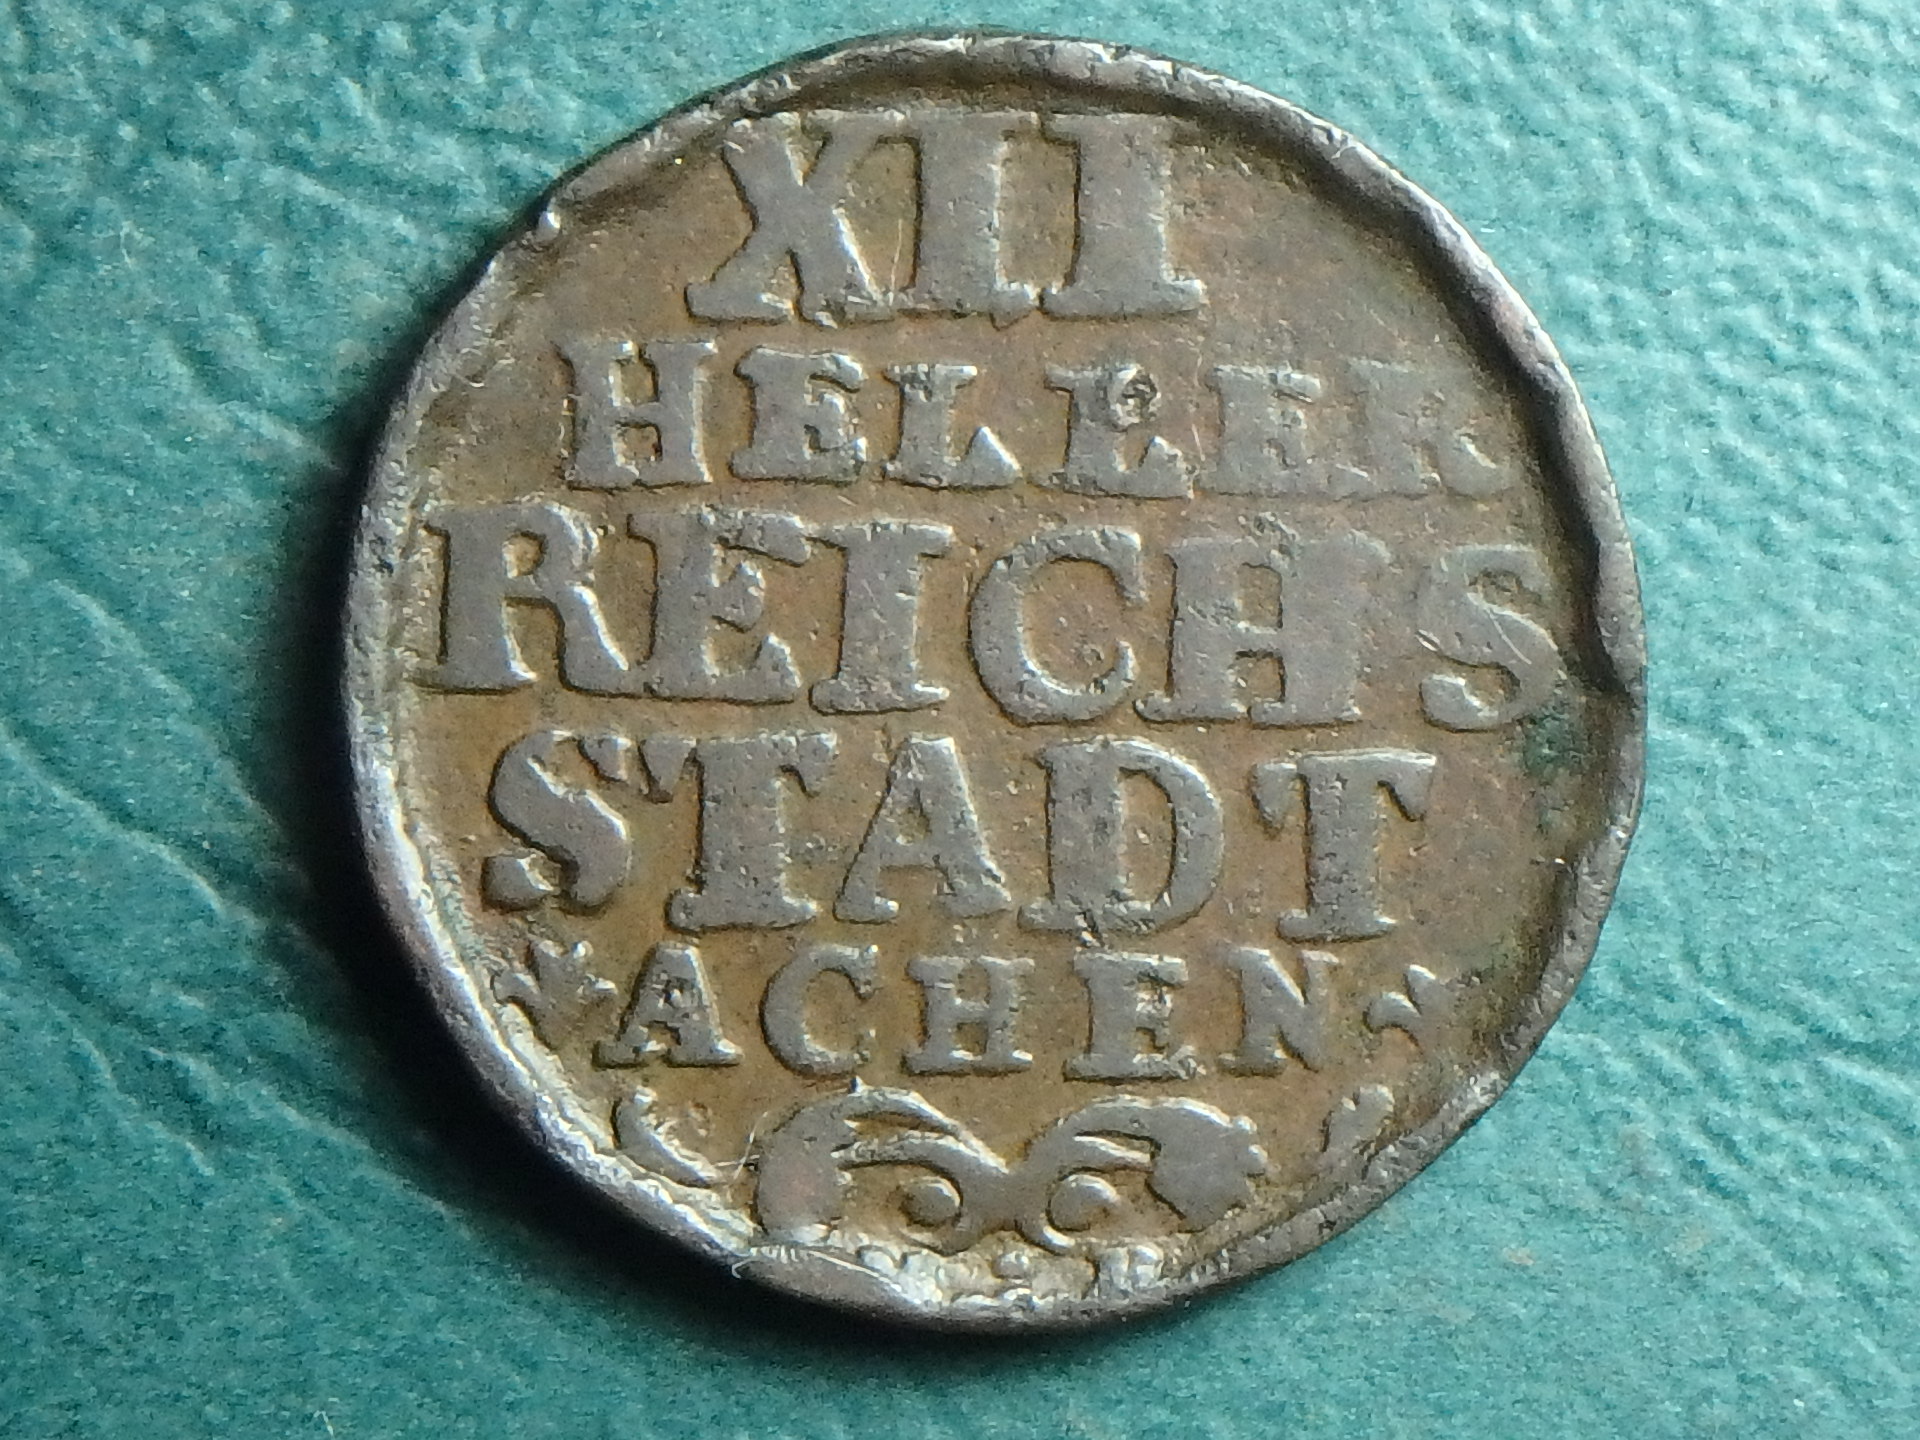 XII
HELLER
REICHS
STADT
ACHEN